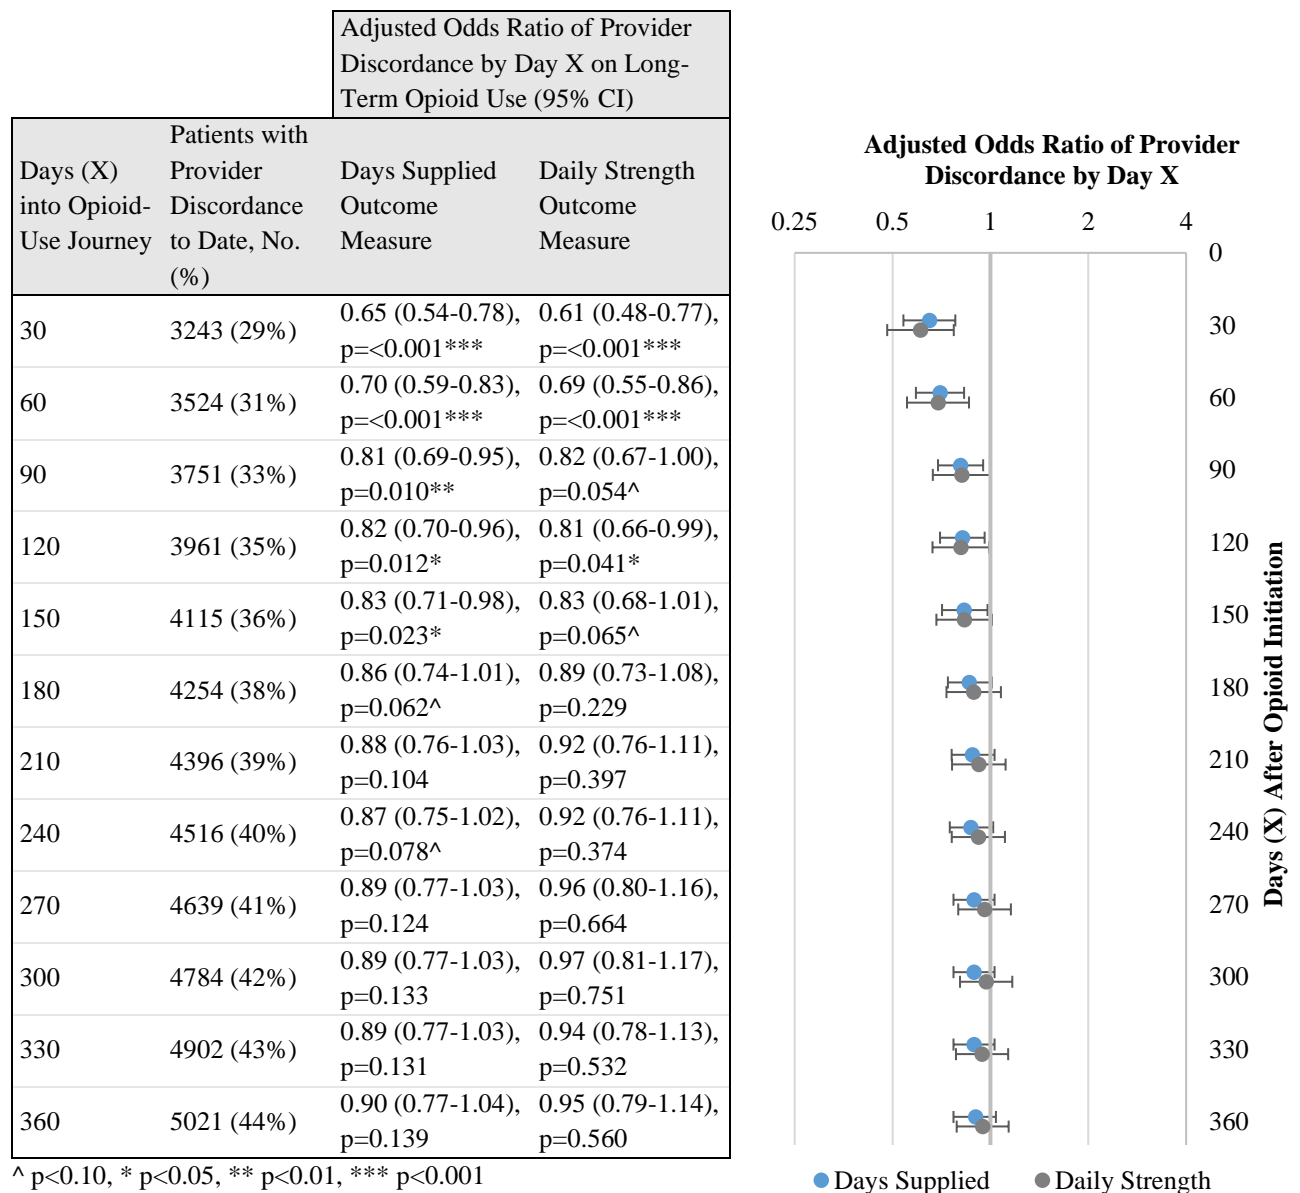 Adjusted Odds Ratio of Provider
Discordance by Day X on Long-
Term Opioid Use (95% CI)
Days (X)
into Opioid-
Use Journey
Patients with
Provider
Discordance
to Date, No.
(%)
Days Supplied
Outcome
Measure
Daily Strength
Outcome
Measure
30
3243 (29%)
0.65 (0.54-0.78),
p=<0.001***
0.61 (0.48-0.77),
p=<0.001***
60
3524 (31%)
0.70 (0.59-0.83),
p=<0.001***
0.69 (0.55-0.86),
p=<0.001***
90
3751 (33%)
0.81 (0.69-0.95),
p=0.010**
0.82 (0.67-1.00),
p=0.054^
120
3961 (35%)
0.82 (0.70-0.96),
p=0.012*
0.81 (0.66-0.99),
p=0.041*
150
4115 (36%)
0.83 (0.71-0.98),
p=0.023*
0.83 (0.68-1.01),
p=0.065^
180
4254 (38%)
0.86 (0.74-1.01),
p=0.062^
0.89 (0.73-1.08),
p=0.229
210
4396 (39%)
0.88 (0.76-1.03),
p=0.104
0.92 (0.76-1.11),
p=0.397
240
4516 (40%)
0.87 (0.75-1.02),
p=0.078^
0.92 (0.76-1.11),
p=0.374
270
4639 (41%)
0.89 (0.77-1.03),
p=0.124
0.96 (0.80-1.16),
p=0.664
300
4784 (42%)
0.89 (0.77-1.03),
p=0.133
0.97 (0.81-1.17),
p=0.751
330
4902 (43%)
0.89 (0.77-1.03),
p=0.131
0.94 (0.78-1.13),
p=0.532
360
5021 (44%)
0.90 (0.77-1.04),
p=0.139
0.95 (0.79-1.14),
p=0.560
^ p<0.10, * p<0.05, ** p<0.01, *** p<0.001
Adjusted Odds Ratio of Provider
Discordance by Day X
0.25 0.5 1 2 4
0
30
60
90
120
150
180
210
240
270
300
330
360
Days (X) After Opioid Initiation
Days Supplied
Daily Strength